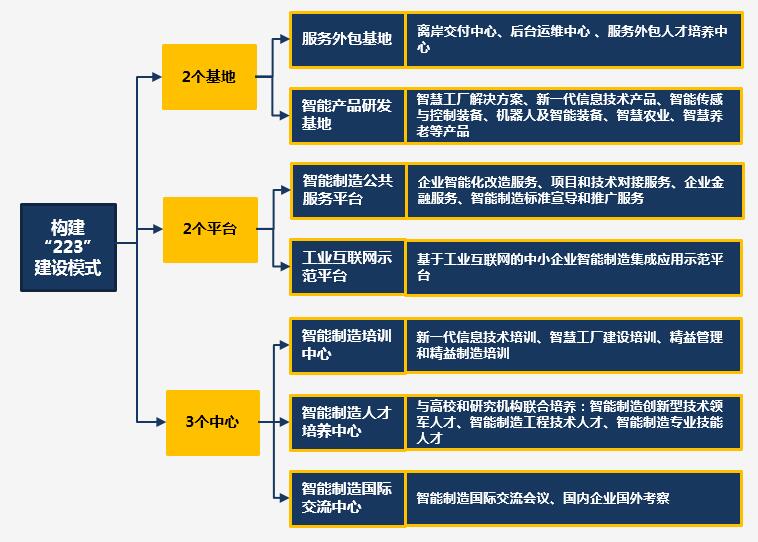 构建
“223”
建设模式
2个基地
服务外包基地
离岸交付中心、后台运维中心 、服务外包人才培养中
心
智能产品研发
基地
智慧工厂解决方案、新一代信息技术产品、智能传感
与控制装备、机器人及智能装备、智慧农业、智慧养
老等产品
2个平台
智能制造公共
服务平台
企业智能化改造服务、项目和技术对接服务、企业金
融服务、智能制造标准宣导和推广服务
工业互联网示
范平台
基于工业互联网的中小企业智能制造集成应用示范平
台
3个中心
智能制造培训
中心
新一代信息技术培训、智慧工厂建设培训、精益管理
和精益制造培训
智能制造人才
培养中心
与高校和研究机构联合培养：智能制造创新型技术领
军人才、智能制造工程技术人才、智能制造专业技能
人才
智能制造国际
交流中心
智能制造国际交流会议、国内企业国外考察